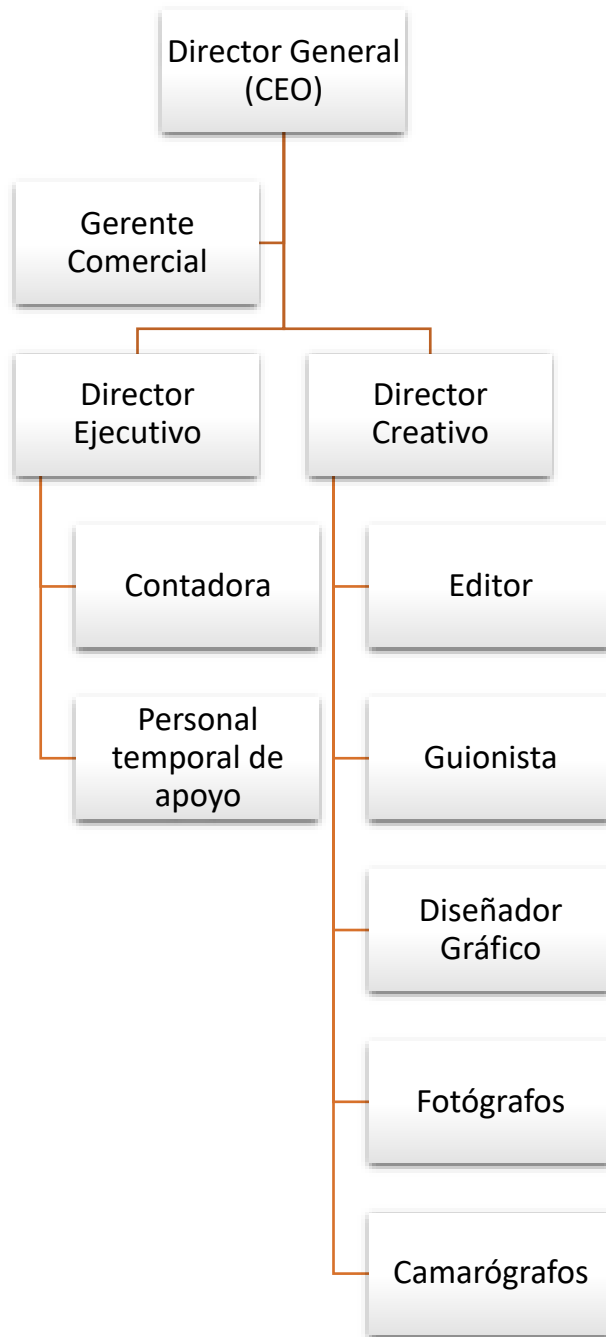 Director General
(CEO)
Gerente
Comercial
Director
Ejecutivo
Director
Creativo
Contadora
Editor
Personal
temporal de
apoyo
Guionista
Diseñador
Gráfico
Fotógrafos
Camarógrafos